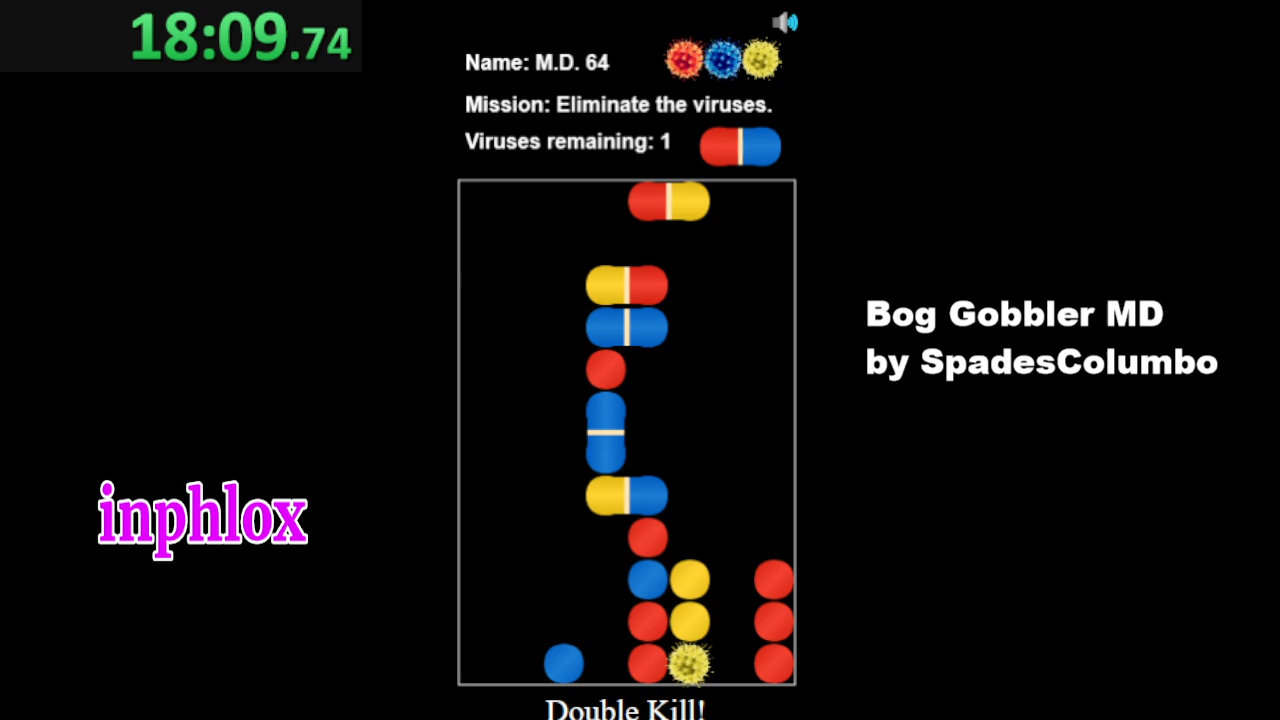 18:09.74
Name: M.D. 64
Mission: Eliminate the viruses.
Viruses remaining: 1
Bog Gobbler MD
by SpadesColumbo
inphlox
Double Kill!